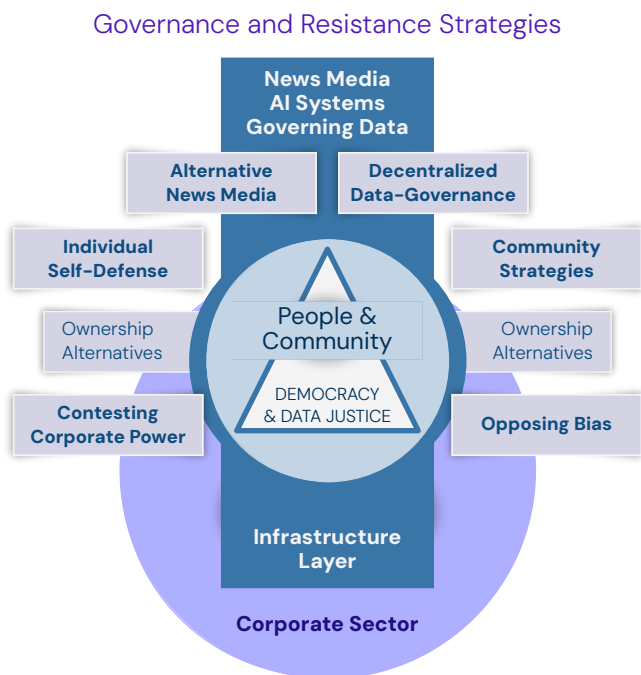 Governance and Resistance Strategies
News Media
AI Systems
Governing Data
Alternative
News Media
Decentralized
Data-Governance
Individual
Self-Defense
Community
Strategies
Ownership
Alternatives
People &
Community
Ownership
Alternatives
DEMOCRACY
& DATA JUSTICE
Contesting
Corporate Power
Opposing Bias
Infrastructure
Layer
Corporate Sector